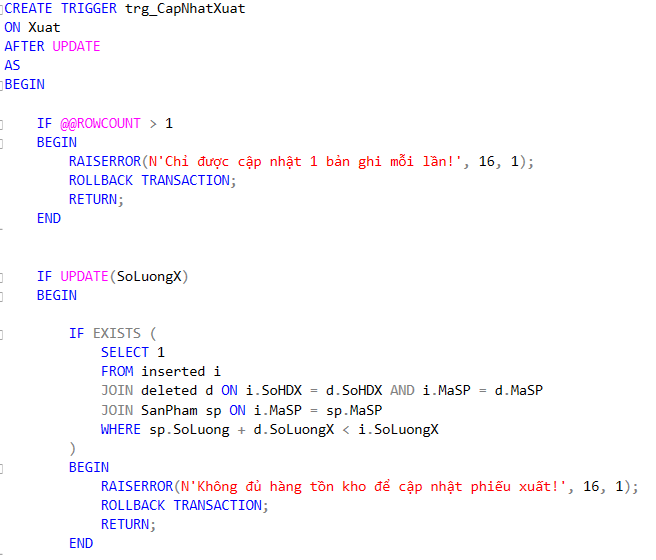 CREATE TRIGGER trg_CapNhatXuat
ON Xuat
AFTER UPDATE
AS
BEGIN
IF @@ROWCOUNT > 1
BEGIN
RAISERROR(N'Chỉ được cập nhật 1 bản ghi mỗi lần!', 16, 1);
ROLLBACK TRANSACTION;
RETURN;
END
IF UPDATE(SoLuongX)
BEGIN
IF EXISTS (
SELECT 1
FROM inserted i
JOIN deleted d ON i.SoHDX = d.SoHDX AND i.MaSP = d.MaSP
JOIN SanPham sp ON i.MaSP = sp.MaSP
WHERE sp.SoLuong + d.SoLuongX < i.SoLuongX
)
BEGIN
RAISERROR(N'Không đủ hàng tồn kho để cập nhật phiếu xuất!', 16, 1);
ROLLBACK TRANSACTION;
RETURN;
END